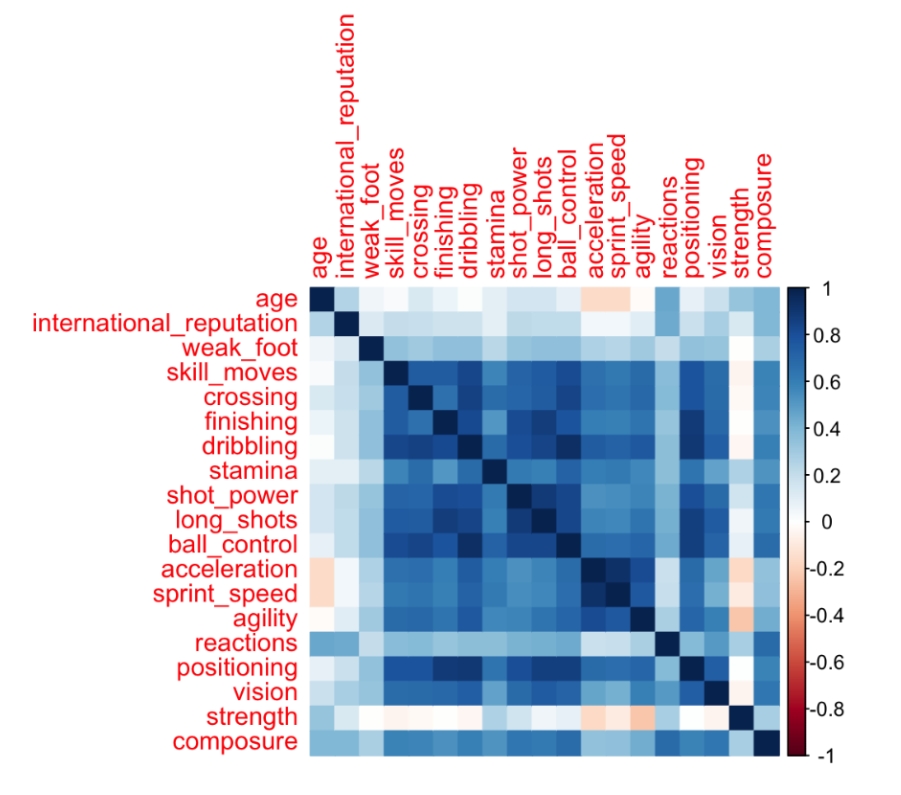 age
international_reputation
weak_foot
skill_moves
crossing
finishing
dribbling
stamina
shot_power
long_shots
ball_control
acceleration
sprint_speed
agility
reactions
positioning
vision
strength
composure
age
international_reputation
weak_foot
skill_moves
crossing
finishing
dribbling
stamina
shot_power
long_shots
ball_control
acceleration
sprint_speed
agility
reactions
positioning
vision
strength
composure
1
0.8
0.6
0.4
0.2
0
-0.2
-0.4
-0.6
-0.8
-1